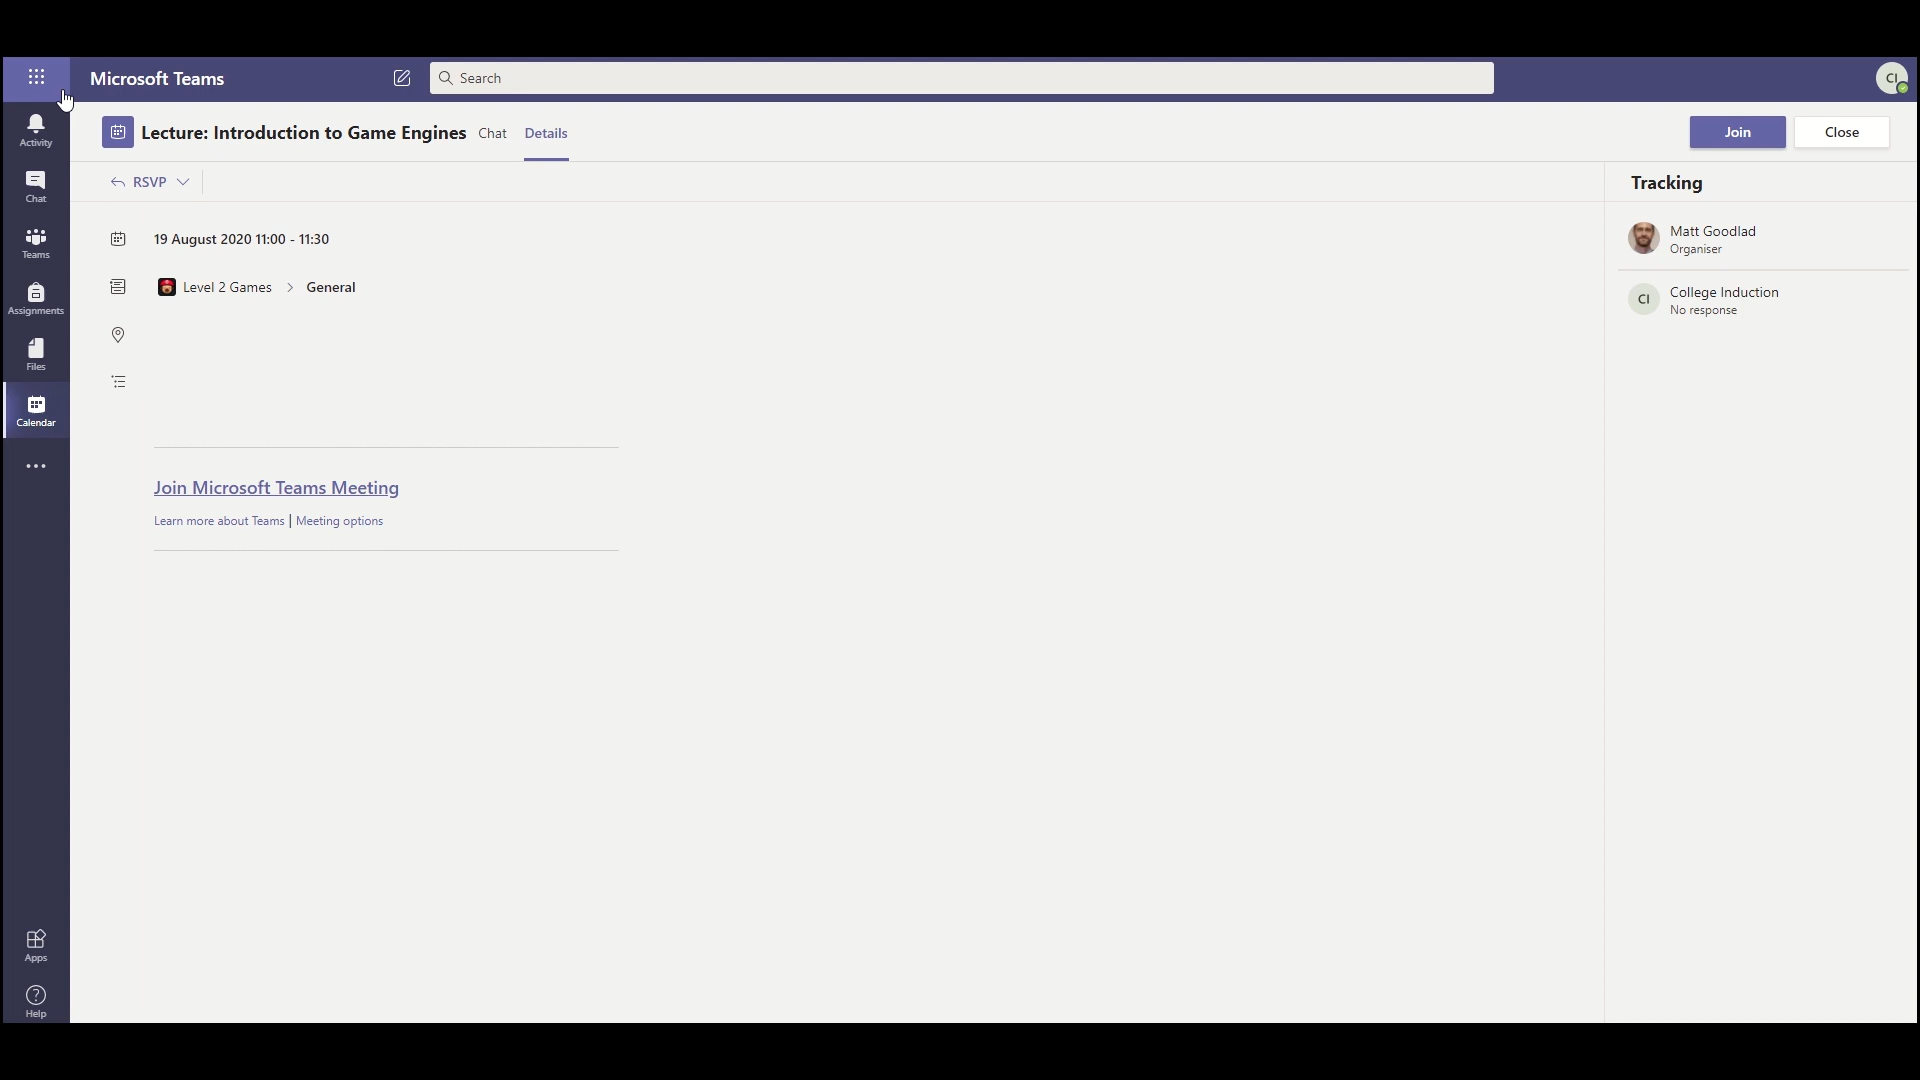 Microsoft Teams
Search
CI
Activity
Chat
Teams
Assignments
Files
Calendar
Apps
Help
Lecture: Introduction to Game Engines Chat Details
Join Close
RSVP
19 August 2020 11:00 - 11:30
Level 2 Games > General
Join Microsoft Teams Meeting
Learn more about Teams | Meeting options
Tracking
Matt Goodlad
Organiser
CI
College Induction
No response